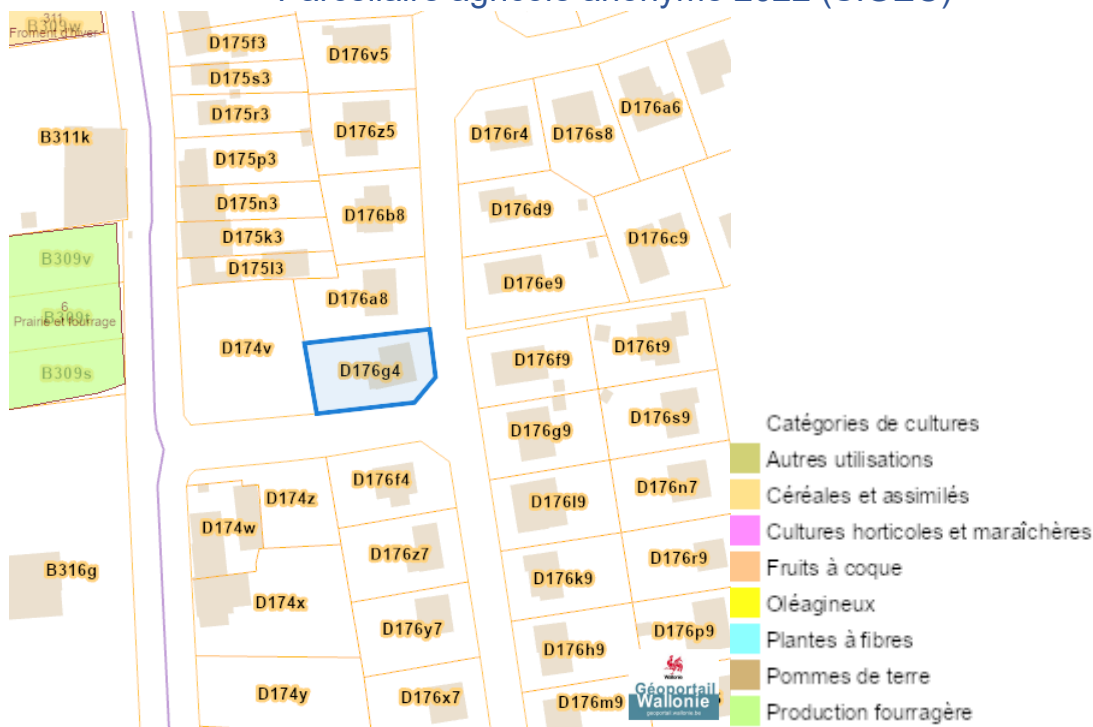 Parcellaire agricole anonyme 2022 (SIGEC)
311
B309w
Froment d'hiver
D175f3
D176v5
D175s3
D175r3
D176z5
D176r4
D176s8
D176a6
B311k
D175p3
D175n3
D176b8
D176d9
D175k3
D176c9
B309v
D175l3
D176e9
D176a8
6
B309t
Prairie et fourrage
D174v
D176f9
D176t9
B309s
D176g4
D176g9
D176s9
D176f4
D174z
D176l9
D176n7
D174w
D176z7
D176r9
B316g
D176k9
D174x
D176y7
D176p9
D176h9
D174y
D176x7
D176m9
Wallonie
Géoportail
Wallonie
geoportail.wallonie.be
Catégories de cultures
Autres utilisations
Céréales et assimilés
Cultures horticoles et maraîchères
Fruits à coque
Oléagineux
Plantes à fibres
Pommes de terre
Production fourragère